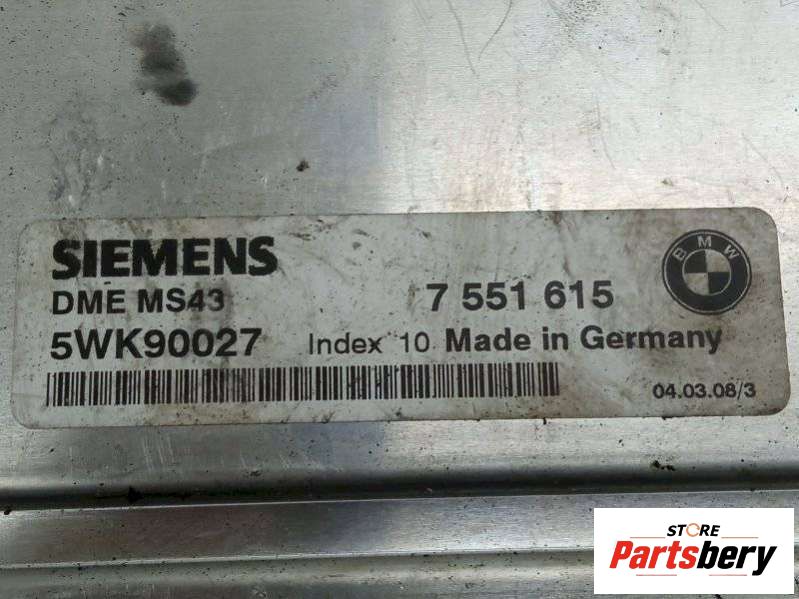 SIEMENS
BMW
DME MS43 7 551 615
5WK90027 Index 10 Made in Germany
04.03.08/3
STORE
Partsbery